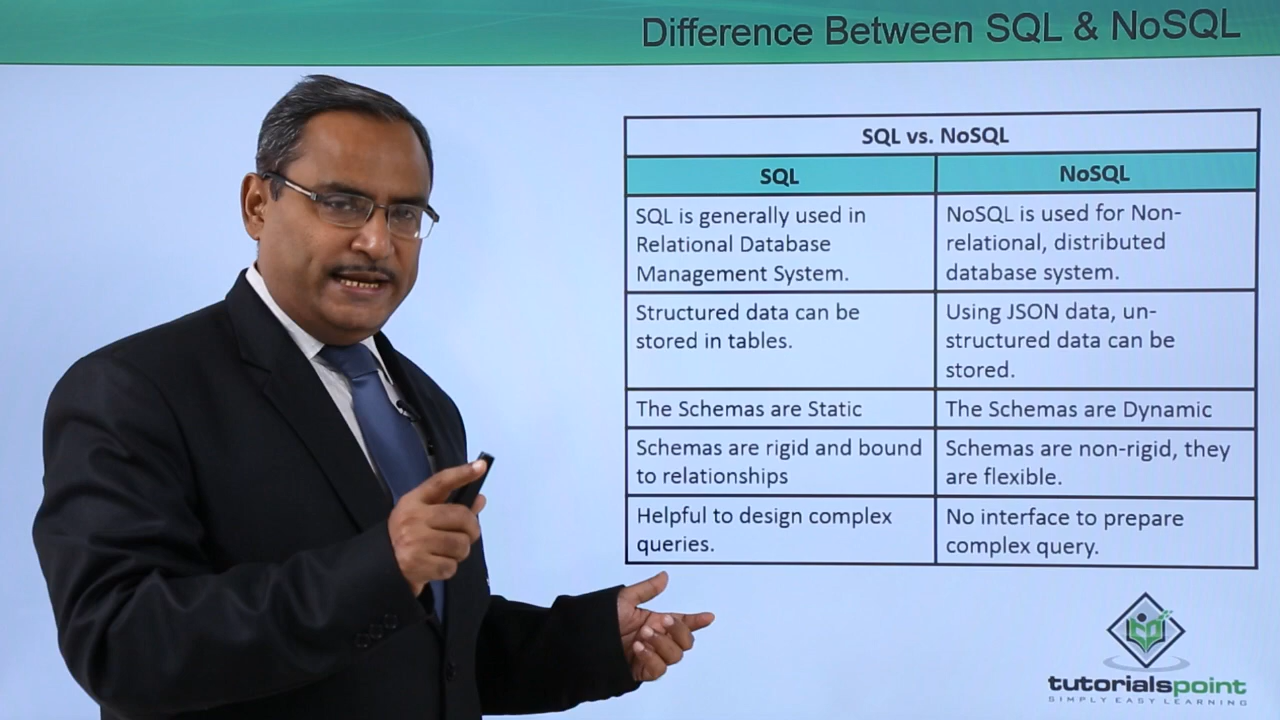 Difference Between SQL & NoSQL
SQL vs. NoSQL
SQL
NoSQL
SQL is generally used in
Relational Database
Management System.
NoSQL is used for Non-
relational, distributed
database system.
Structured data can be
stored in tables.
Using JSON data, un-
structured data can be
stored.
The Schemas are Static
The Schemas are Dynamic
Schemas are rigid and bound
to relationships
Schemas are non-rigid, they
are flexible.
Helpful to design complex
queries.
No interface to prepare
complex query.
tutorialspoint
SIMPLY EASY LEARNING